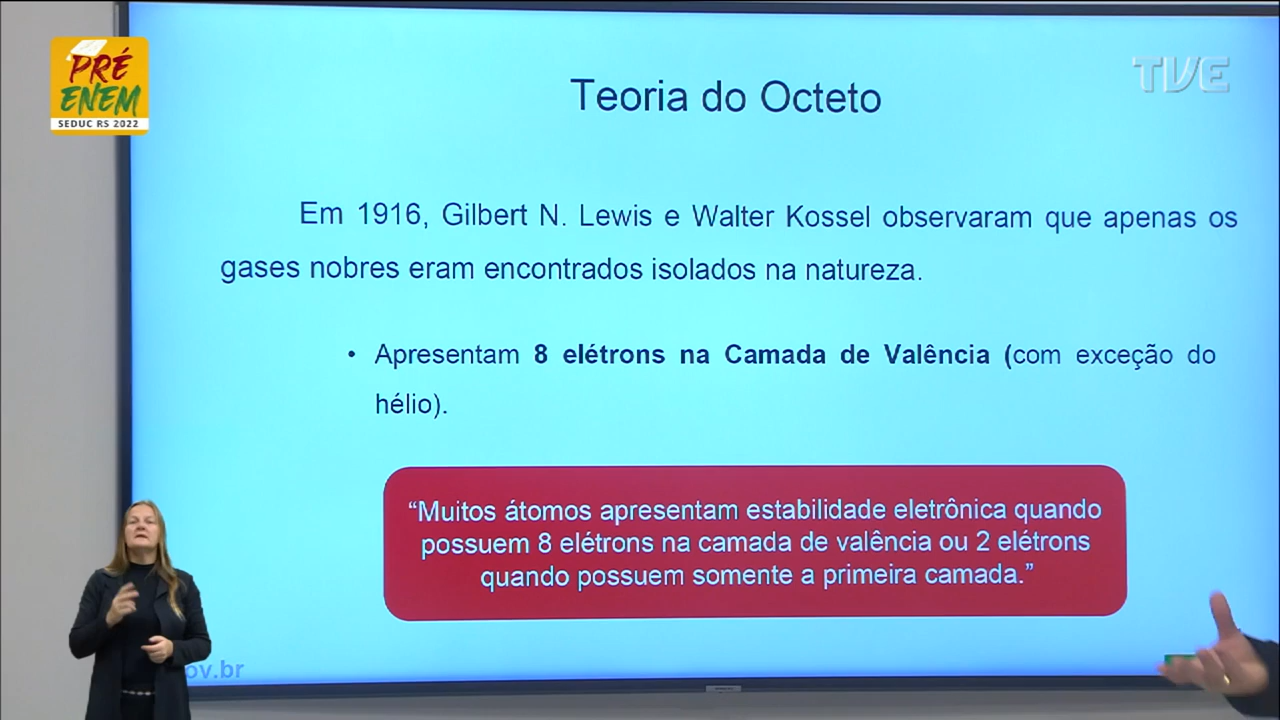 PRÉ
ENEM
SEDUC RS 2022
TVE
Teoria do Octeto
Em 1916, Gilbert N. Lewis e Walter Kossel observaram que apenas os
gases nobres eram encontrados isolados na natureza.
• Apresentam 8 elétrons na Camada de Valência (com exceção do
hélio).
“Muitos átomos apresentam estabilidade eletrônica quando
possuem 8 elétrons na camada de valência ou 2 elétrons
quando possuem somente a primeira camada.”
ov.br